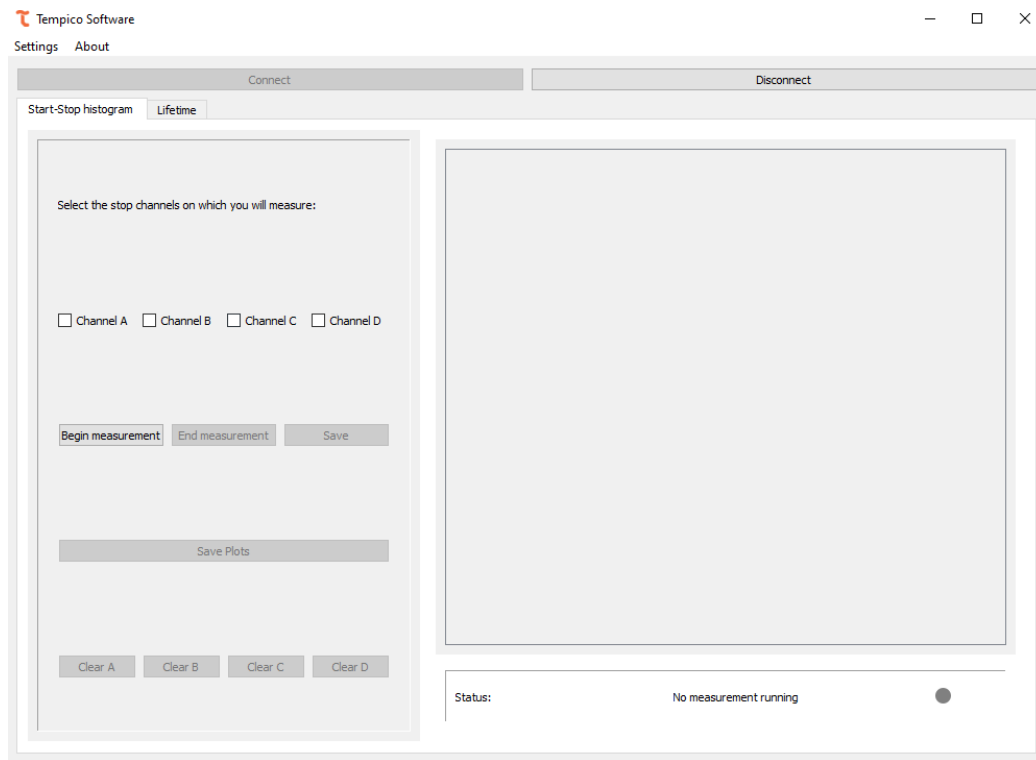 Tempico Software
Settings About
Connect Disconnect
Start-Stop histogram Lifetime
Select the stop channels on which you will measure:
Channel A Channel B Channel C Channel D
Begin measurement End measurement Save
Save Plots
Clear A Clear B Clear C Clear D
Status: No measurement running